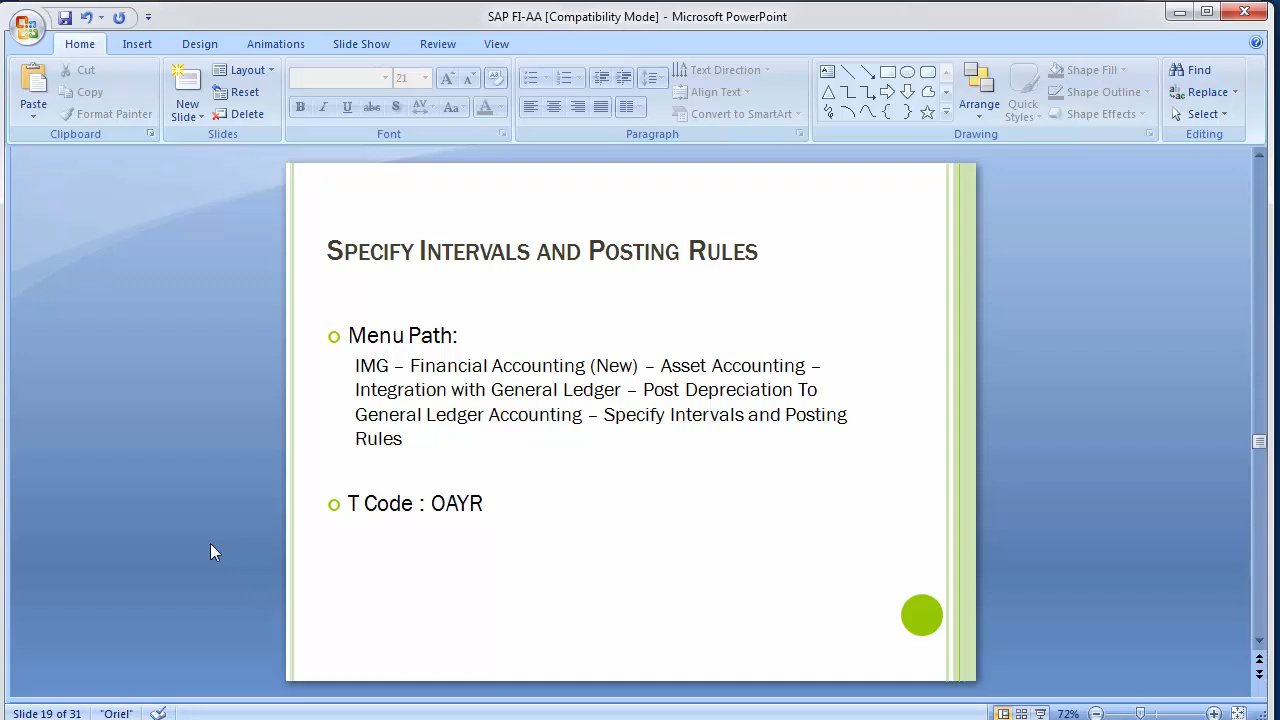 SAP FI-AA [Compatibility Mode] - Microsoft PowerPoint
Home Insert Design Animations Slide Show Review View
Paste
Cut
Copy
Format Painter
Clipboard
New Slide
Layout
Reset
Delete
Slides
21
B I U abc S AV Aa A
Font
Text Direction
Align Text
Convert to SmartArt
Paragraph
Arrange
Quick Styles
Shape Fill
Shape Outline
Shape Effects
Drawing
Find
Replace
Select
Editing
SPECIFY INTERVALS AND POSTING RULES
Menu Path:
IMG – Financial Accounting (New) – Asset Accounting –
Integration with General Ledger – Post Depreciation To
General Ledger Accounting – Specify Intervals and Posting
Rules
T Code : OAYR
Slide 19 of 31 "Oriel" 72%